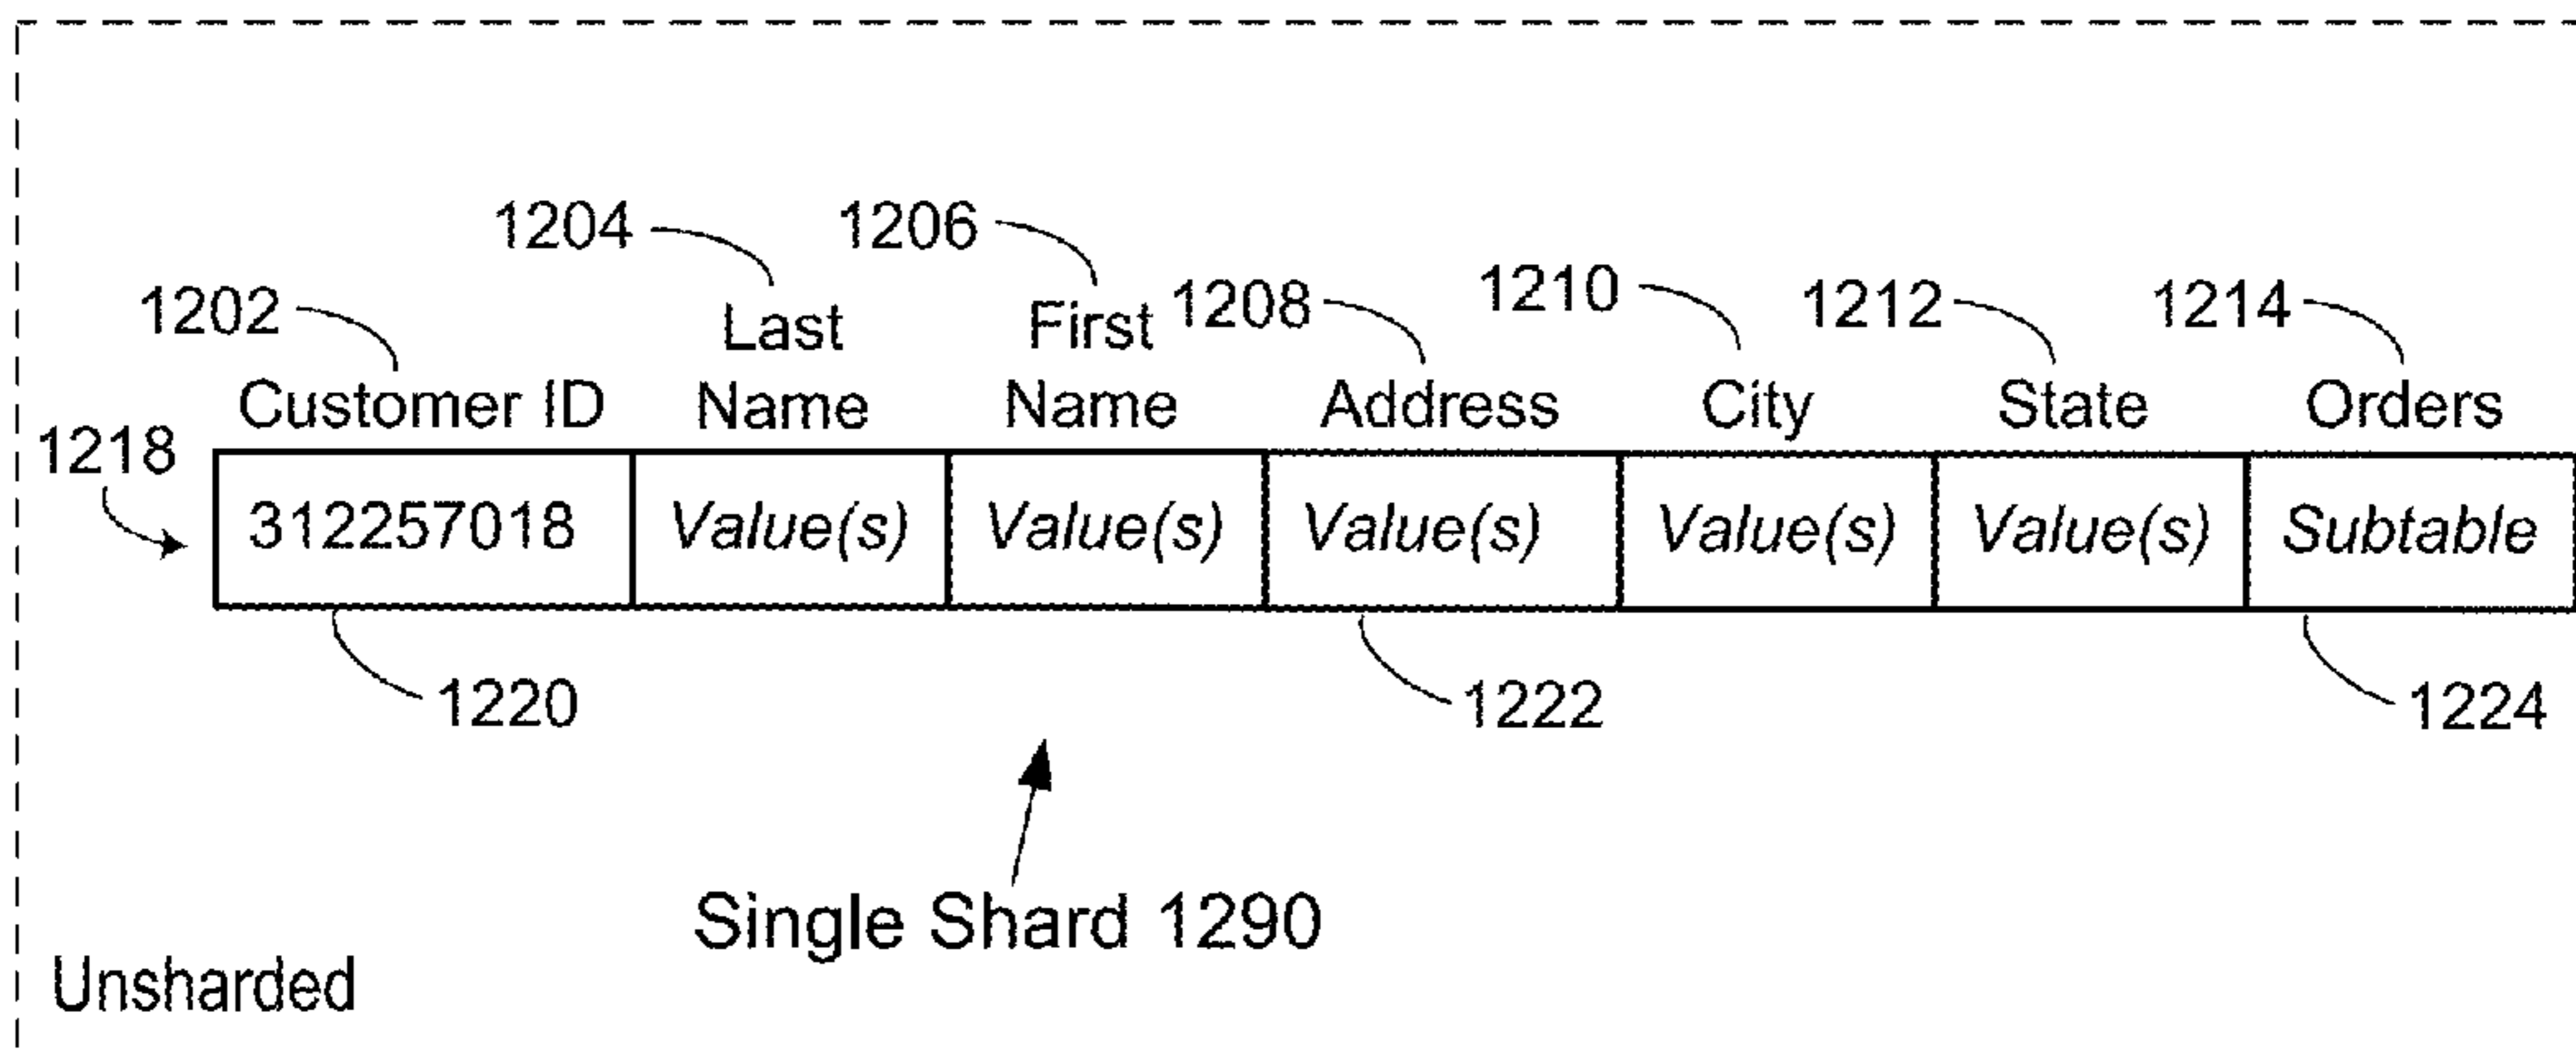 1204 1206
1202 Last First 1208 1210 1212 1214
Customer ID Name Name Address City State Orders
1218
312257018 Value(s) Value(s) Value(s) Value(s) Value(s) Subtable
1220 1222 1224
Single Shard 1290
Unsharded